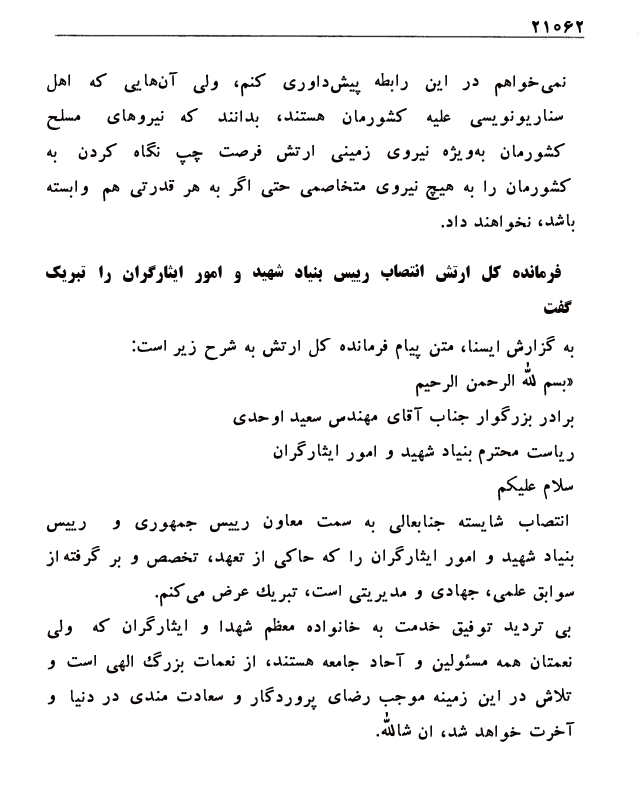 ۲۱۰۶۲
نمی‌خواهم در این رابطه پیش‌داوری کنم، ولی آن‌هایی که اهل
سناریونویسی علیه کشورمان هستند، بدانند که نیروهای مسلح
کشورمان به‌ویژه نیروی زمینی ارتش فرصت چپ نگاه کردن به
کشورمان را به هیچ نیروی متخاصمی حتی اگر به هر قدرتی هم وابسته
باشد، نخواهند داد.
فرمانده کل ارتش انتصاب رییس بنیاد شهید و امور ایثارگران را تبریک
گفت
به گزارش ایسنا، متن پیام فرمانده کل ارتش به شرح زیر است:
«بسم لله الرحمن الرحیم
برادر بزرگوار جناب آقای مهندس سعید اوحدی
ریاست محترم بنیاد شهید و امور ایثارگران
سلام علیکم
انتصاب شایسته جنابعالی به سمت معاون رییس جمهوری و رییس
بنیاد شهید و امور ایثارگران را که حاکی از تعهد، تخصص و بر گرفته از
سوابق علمی، جهادی و مدیریتی است، تبریک عرض می‌کنم.
بی تردید توفیق خدمت به خانواده معظم شهدا و ایثارگران که ولی
نعمتان همه مسئولین و آحاد جامعه هستند، از نعمات بزرگ الهی است و
تلاش در این زمینه موجب رضای پروردگار و سعادت مندی در دنیا و
آخرت خواهد شد، ان شالله.